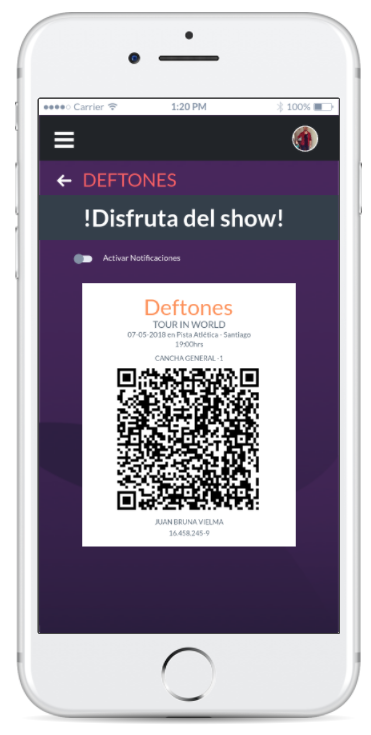 Carrier 1:20 PM 100%
DEFTONES
!Disfruta del show!
Activar Notificaciones
Deftones
TOUR IN WORLD
07-05-2018 en Pista Atlética - Santiago
19:00hrs
CANCHA GENERAL -1
JUAN BRUNA VIELMA
16.458.245-9